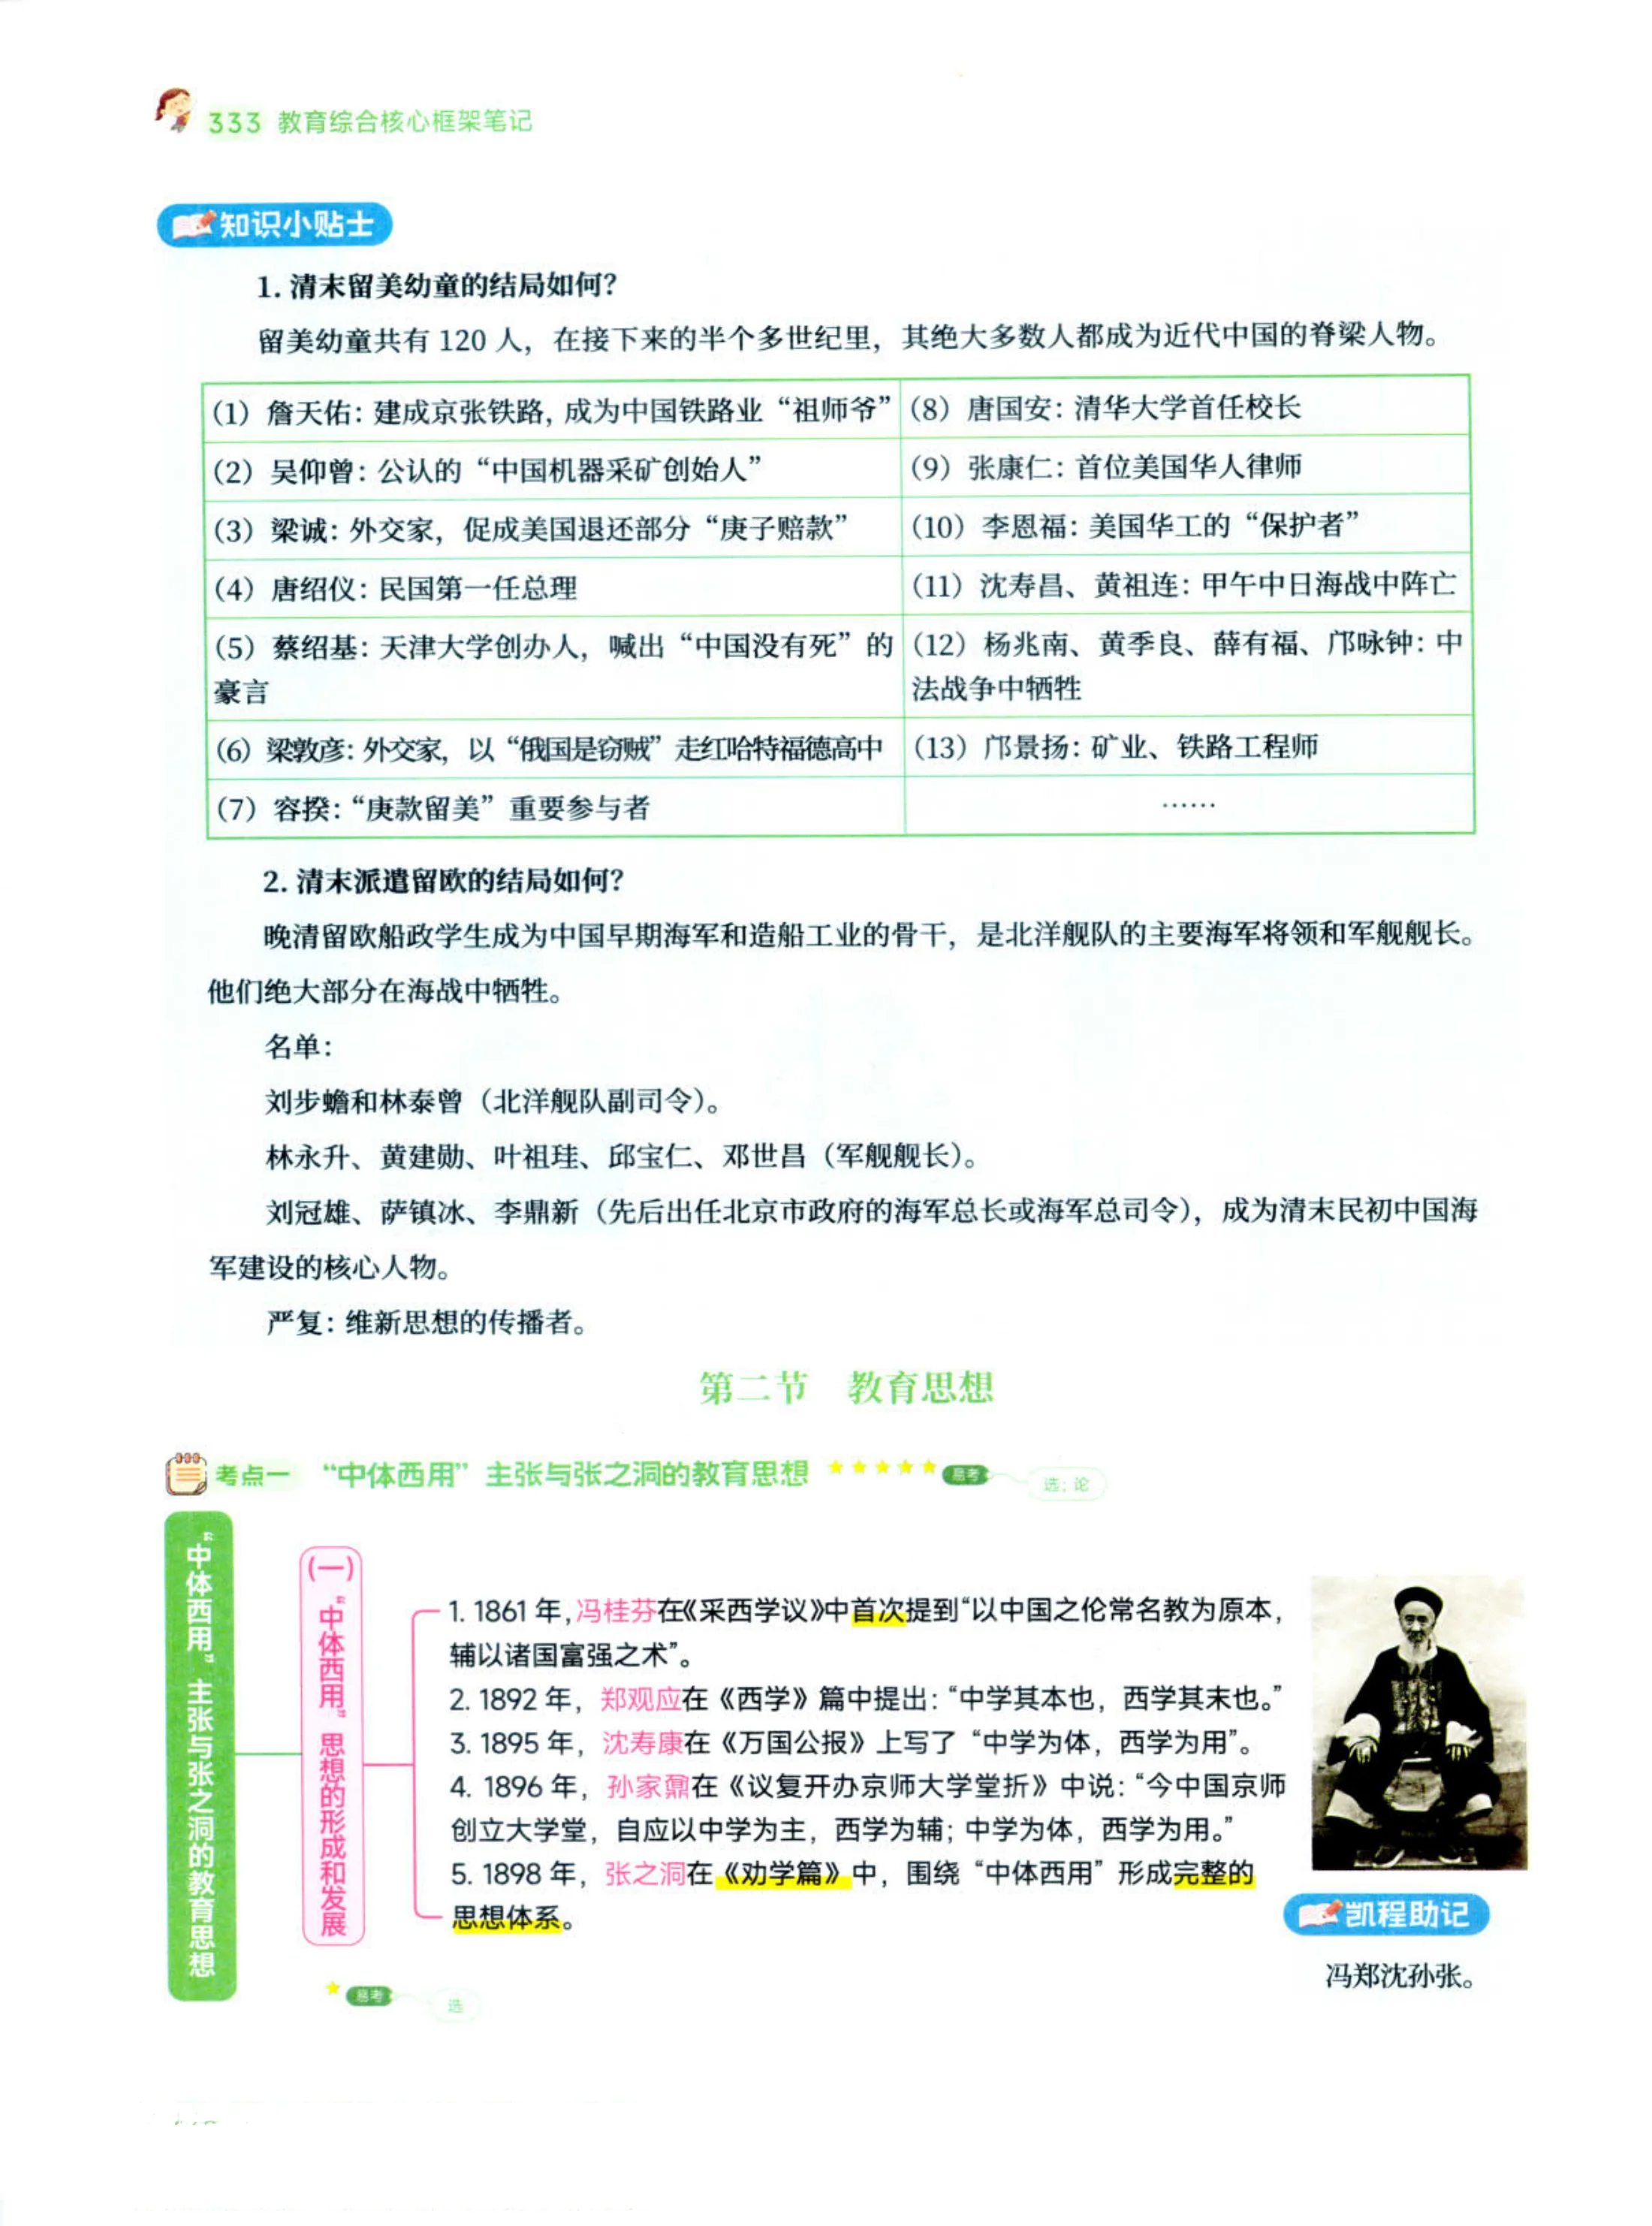 333 教育综合核心框架笔记
知识小贴士
1. 清末留美幼童的结局如何？
留美幼童共有 120 人，在接下来的半个多世纪里，其绝大多数人都成为近代中国的脊梁人物。
（1）詹天佑：建成京张铁路，成为中国铁路业“祖师爷”
（8）唐国安：清华大学首任校长
（2）吴仰曾：公认的“中国机器采矿创始人”
（9）张康仁：首位美国华人律师
（3）梁诚：外交家，促成美国退还部分“庚子赔款”
（10）李恩福：美国华工的“保护者”
（4）唐绍仪：民国第一任总理
（11）沈寿昌、黄祖连：甲午中日海战中阵亡
（5）蔡绍基：天津大学创办人，喊出“中国没有死”的
豪言
（12）杨兆南、黄季良、薛有福、邝咏钟：中
法战争中牺牲
（6）梁敦彦：外交家，以“俄国是窃贼”走红哈特福德高中
（13）邝景扬：矿业、铁路工程师
（7）容揆：“庚款留美”重要参与者
……
2. 清末派遣留欧的结局如何？
晚清留欧船政学生成为中国早期海军和造船工业的骨干，是北洋舰队的主要海军将领和军舰舰长。
他们绝大部分在海战中牺牲。
名单：
刘步蟾和林泰曾（北洋舰队副司令）。
林永升、黄建勋、叶祖珪、邱宝仁、邓世昌（军舰舰长）。
刘冠雄、萨镇冰、李鼎新（先后出任北京市政府的海军总长或海军总司令），成为清末民初中国海
军建设的核心人物。
严复：维新思想的传播者。
第二节 教育思想
考点一 “中体西用”主张与张之洞的教育思想 ★★★★★ 易考 选；论
“中体西用”主张与张之洞的教育思想
（一）“中体西用”思想的形成和发展
1. 1861 年，冯桂芬在《采西学议》中首次提到“以中国之伦常名教为原本，
辅以诸国富强之术”。
2. 1892 年，郑观应在《西学》篇中提出：“中学其本也，西学其末也。”
3. 1895 年，沈寿康在《万国公报》上写了“中学为体，西学为用”。
4. 1896 年，孙家鼐在《议复开办京师大学堂折》中说：“今中国京师
创立大学堂，自应以中学为主，西学为辅；中学为体，西学为用。”
5. 1898 年，张之洞在《劝学篇》中，围绕“中体西用”形成完整的
思想体系。
凯程助记
冯郑沈孙张。
★ 易考 选